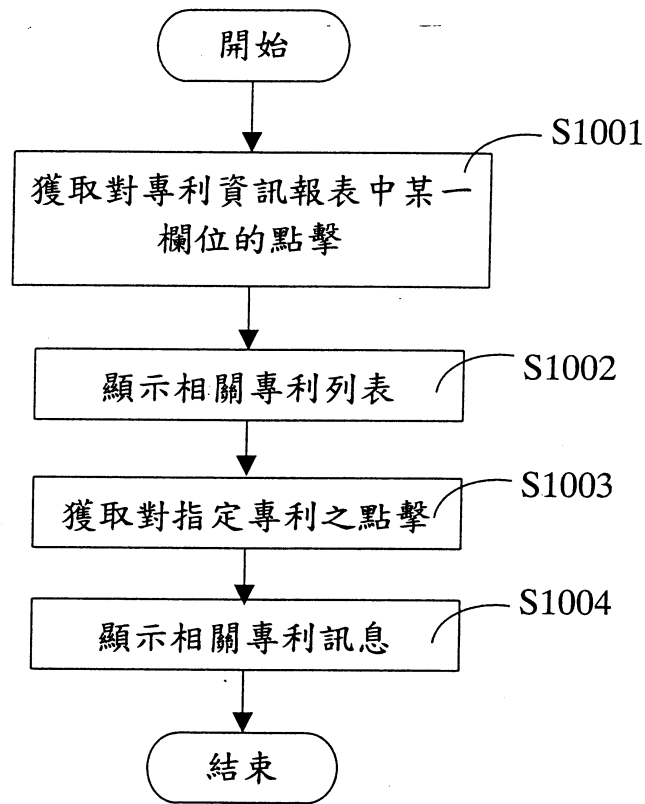 開始
S1001
獲取對專利資訊報表中某一
欄位的點擊
S1002
顯示相關專利列表
S1003
獲取對指定專利之點擊
S1004
顯示相關專利訊息
結束